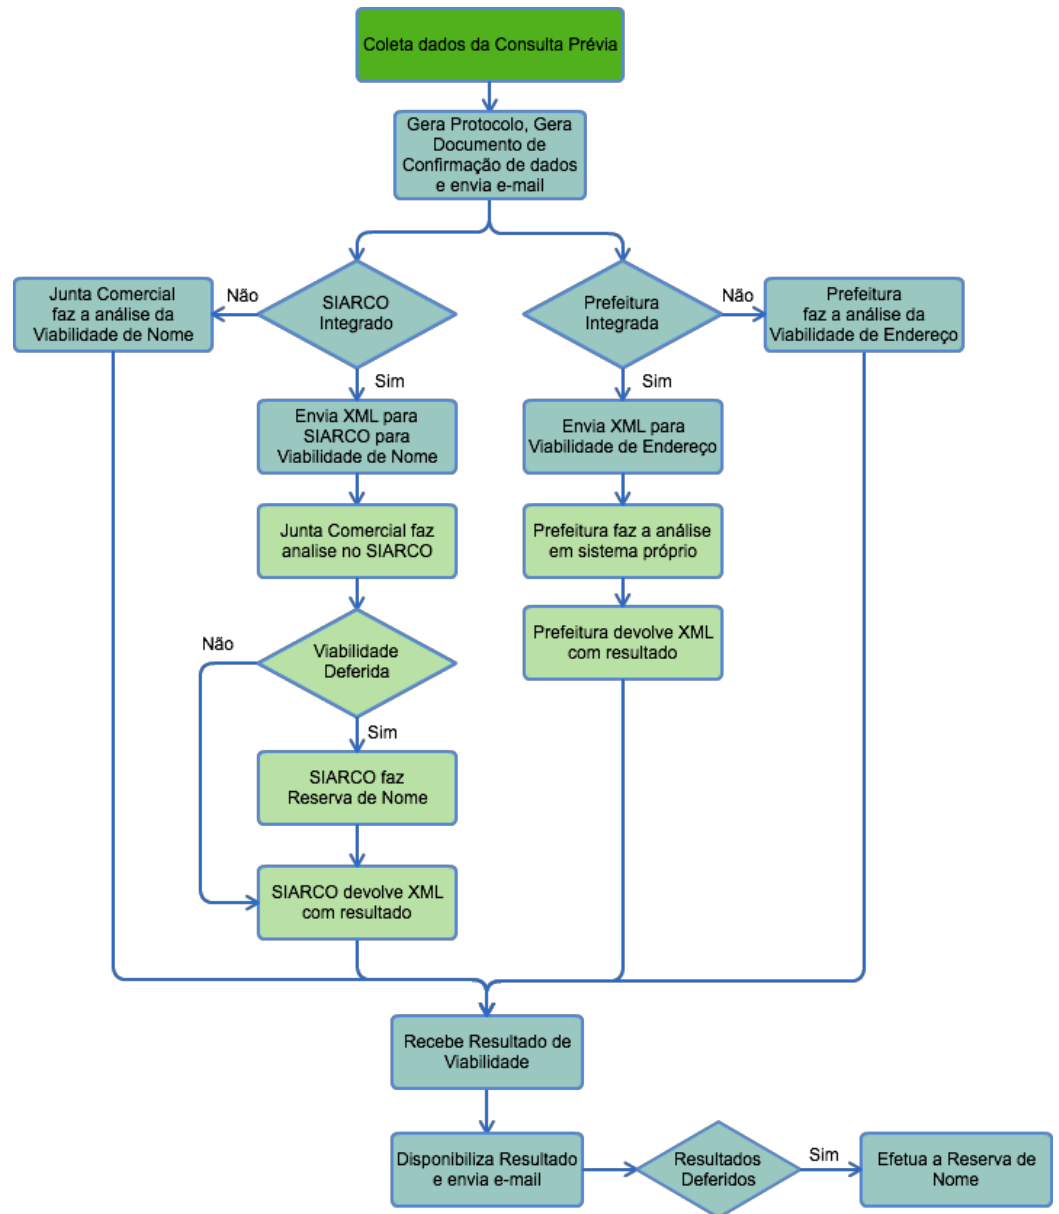 Coleta dados da Consulta Prévia
Gera Protocolo, Gera
Documento de
Confirmação de dados
e envia e-mail
Junta Comercial
faz a análise da
Viabilidade de Nome
Não
SIARCO
Integrado
Prefeitura
Integrada
Não
Prefeitura
faz a análise da
Viabilidade de Endereço
Sim
Sim
Envia XML para
SIARCO para
Viabilidade de Nome
Envia XML para
Viabilidade de Endereço
Junta Comercial faz
analise no SIARCO
Prefeitura faz a análise
em sistema próprio
Não
Viabilidade
Deferida
Prefeitura devolve XML
com resultado
Sim
SIARCO faz
Reserva de Nome
SIARCO devolve XML
com resultado
Recebe Resultado de
Viabilidade
Disponibiliza Resultado
e envia e-mail
Resultados
Deferidos
Sim
Efetua a Reserva de
Nome